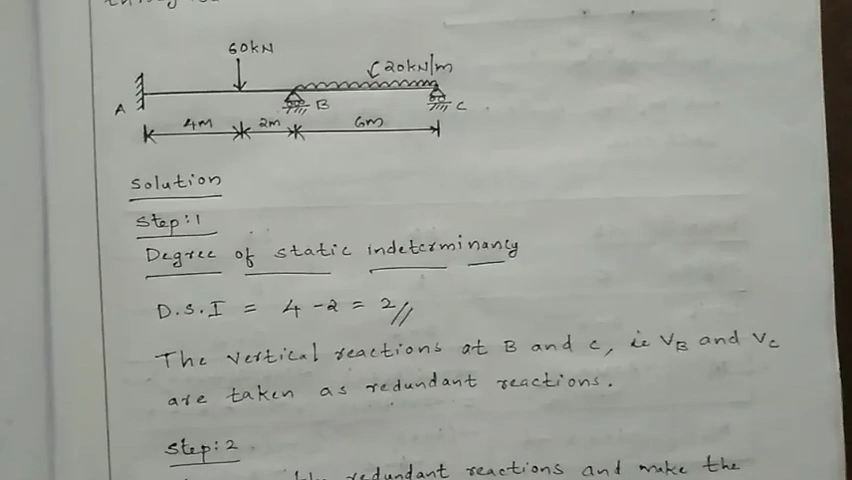 60kN
20kN/m
A
B
C
4m
2m
6m
Solution
Step:1
Degree of static indeterminancy
D.S.I = 4-2 = 2//
The vertical reactions at B and C, ie VB and VC
are taken as redundant reactions.
Step:2
redundant reactions and make the